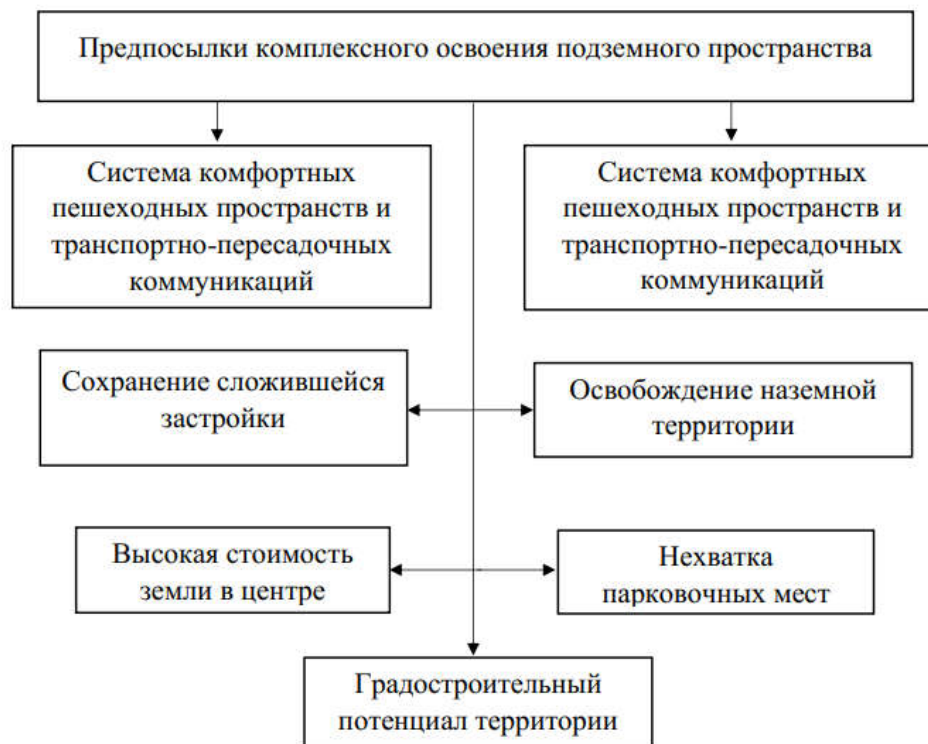 Предпосылки комплексного освоения подземного пространства
Система комфортных
пешеходных пространств и
транспортно-пересадочных
коммуникаций
Система комфортных
пешеходных пространств и
транспортно-пересадочных
коммуникаций
Сохранение сложившейся
застройки
Освобождение наземной
территории
Высокая стоимость
земли в центре
Нехватка
парковочных мест
Градостроительный
потенциал территории